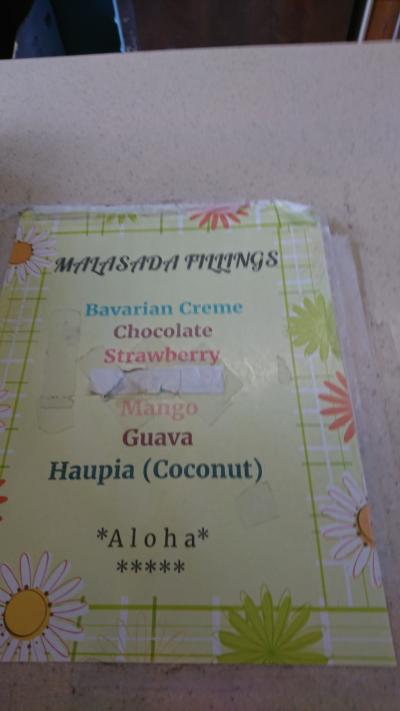 MALASADA FILLINGS
Bavarian Creme
Chocolate
Strawberry
Mango
Guava
Haupia (Coconut)
*Aloha*
*****